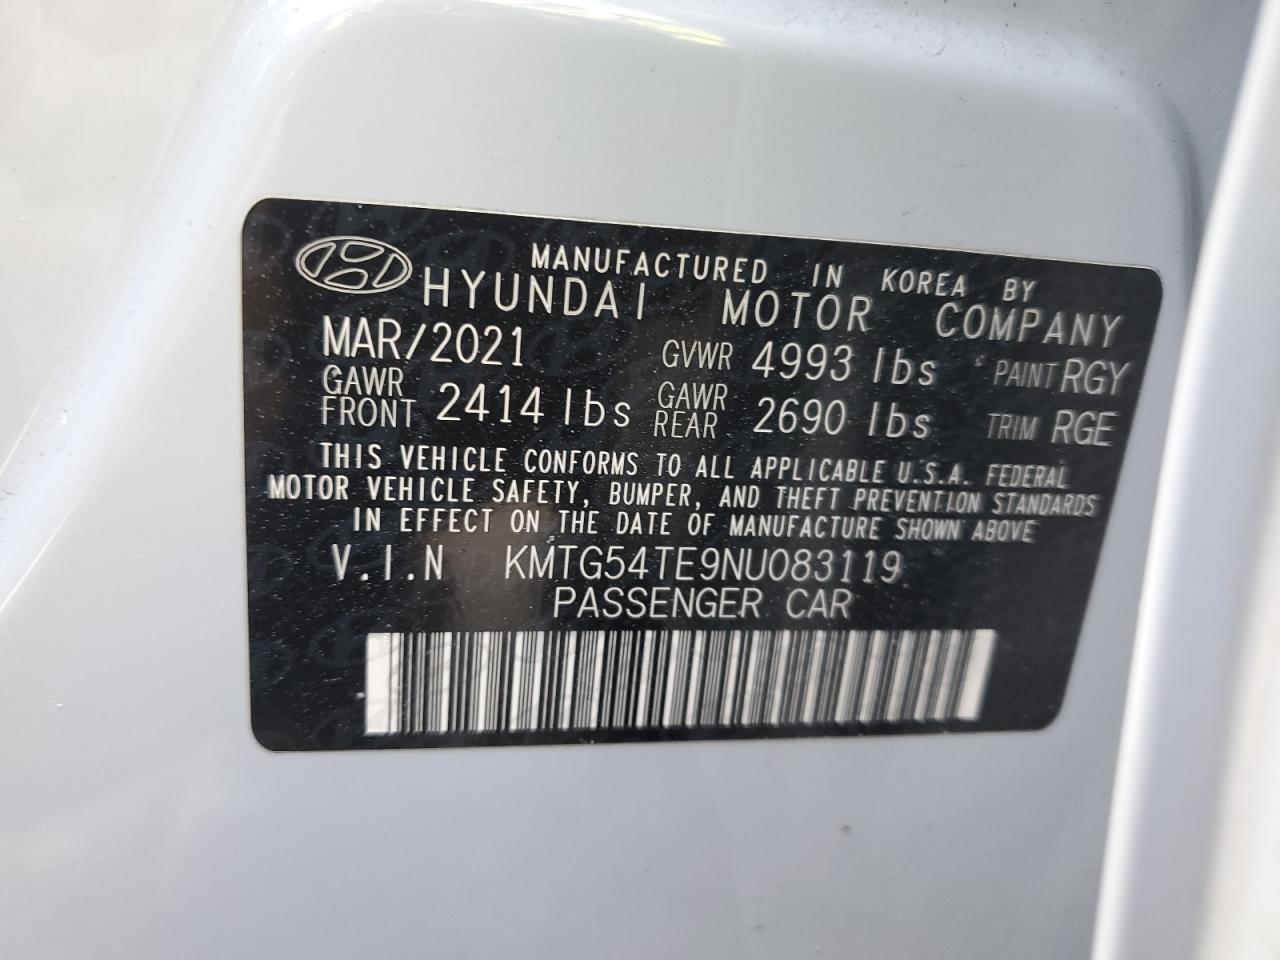 MANUFACTURED IN KOREA BY
HYUNDAI MOTOR COMPANY
MAR/2021 GVWR 4993 lbs PAINT RGY
GAWR FRONT 2414 lbs GAWR REAR 2690 lbs TRIM RGE
THIS VEHICLE CONFORMS TO ALL APPLICABLE U.S.A. FEDERAL
MOTOR VEHICLE SAFETY, BUMPER, AND THEFT PREVENTION STANDARDS
IN EFFECT ON THE DATE OF MANUFACTURE SHOWN ABOVE
V.I.N KMTG54TE9NU083119
PASSENGER CAR